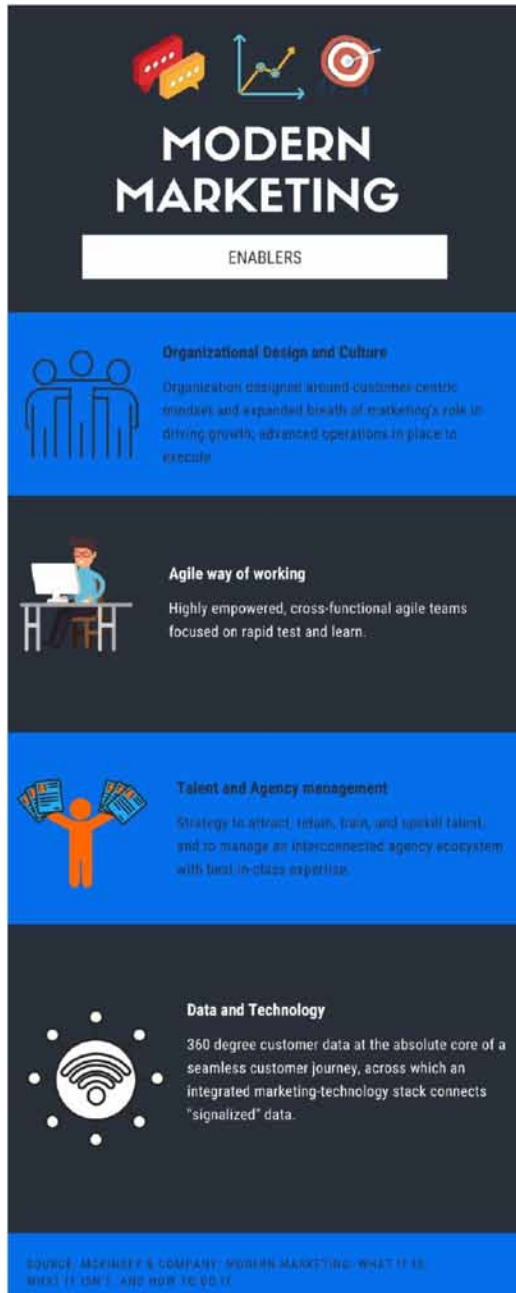 MODERN
MARKETING
ENABLERS
Organizational Design and Culture
Organization designed around customer-centric
mindset and expanded breath of marketing's role in
driving growth; advanced operations in place to
execute
Agile way of working
Highly empowered, cross-functional agile teams
focused on rapid test and learn.
Talent and Agency management
Strategy to attract, retain, train, and upskill talent,
and to manage an interconnected agency ecosystem
with best in-class expertise.
Data and Technology
360 degree customer data at the absolute core of a
seamless customer journey, across which an
integrated marketing-technology stack connects
"signalized" data.
SOURCE: MCKINSEY & COMPANY: MODERN MARKETING: WHAT IT IS,
WHAT IT ISN'T, AND HOW TO DO IT